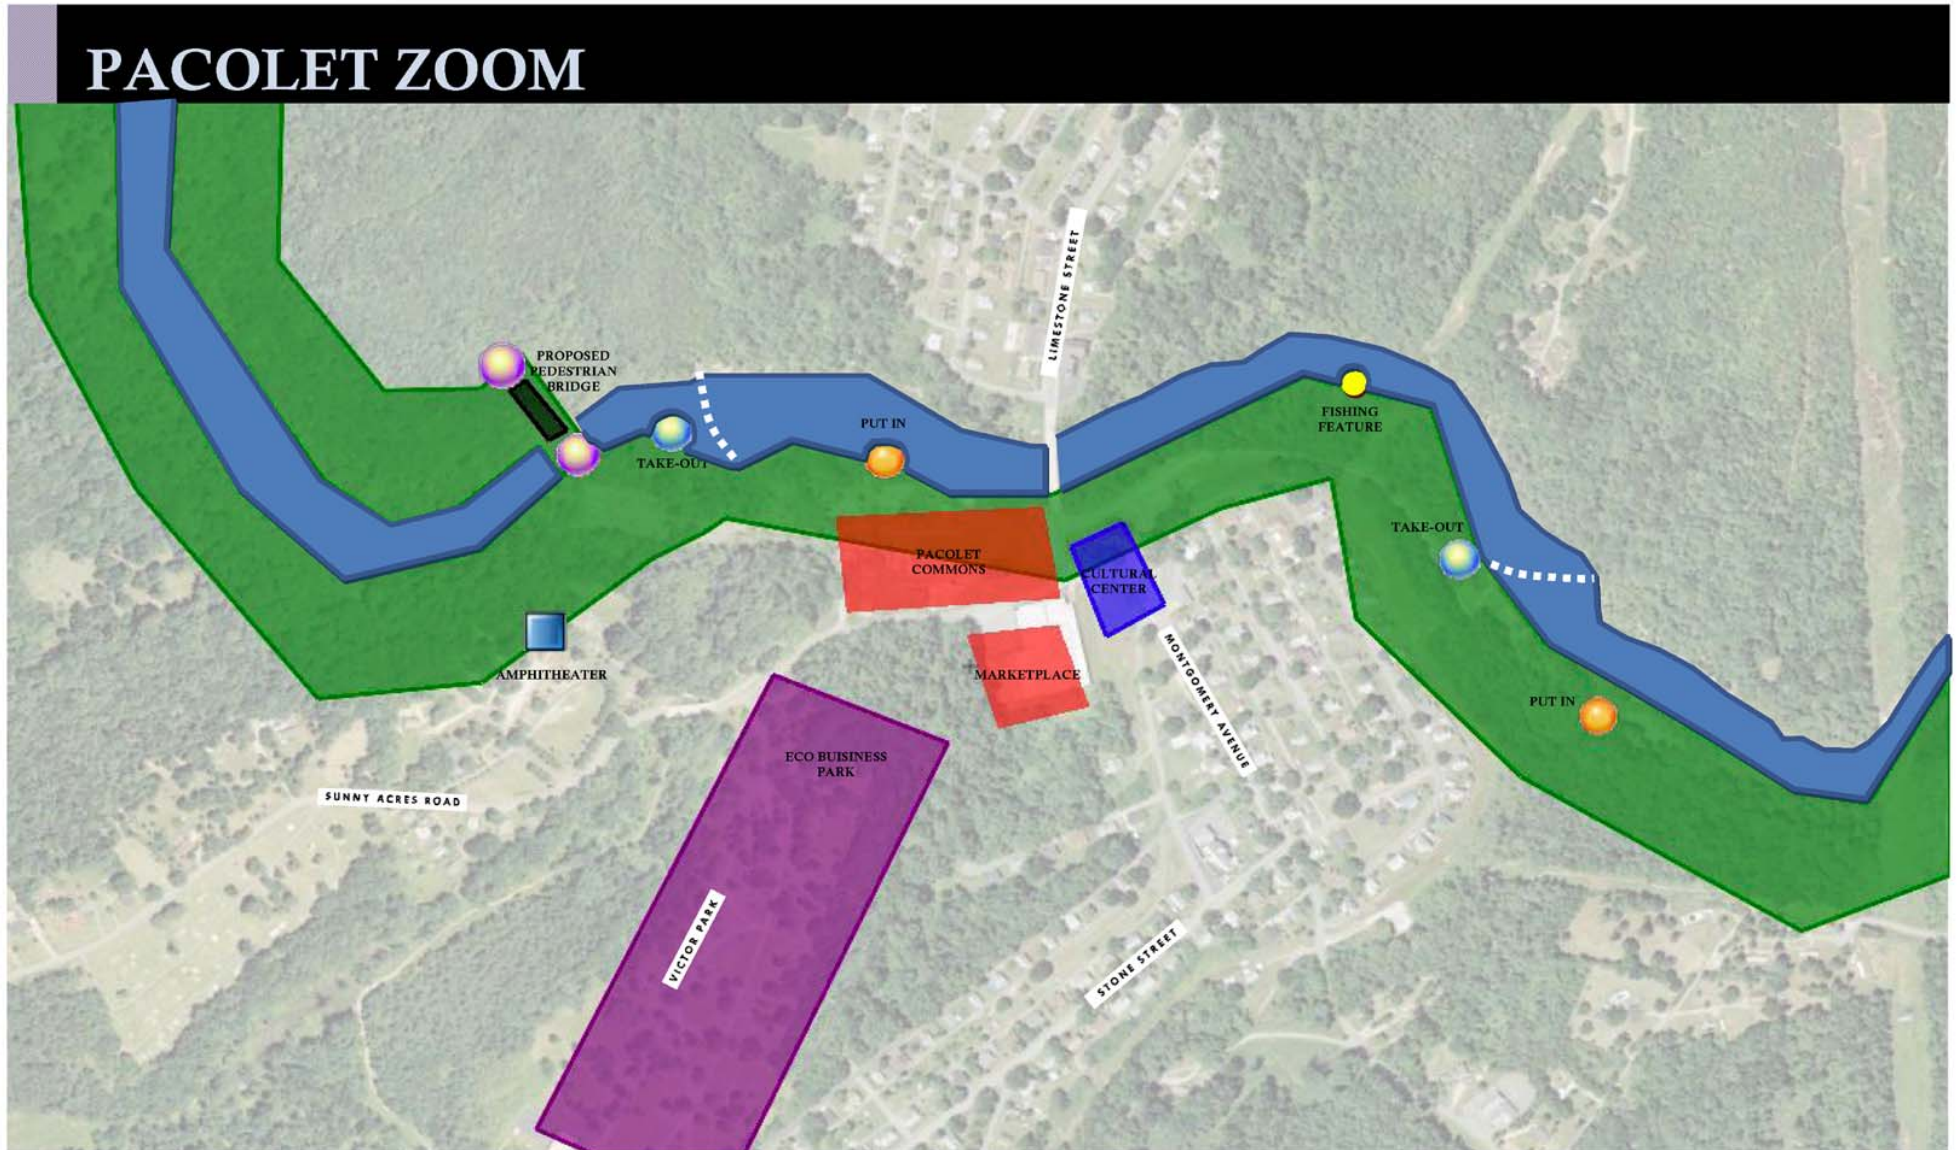 PACOLET ZOOM
LIMESTONE STREET
PROPOSED
PEDESTRIAN
BRIDGE
TAKE-OUT
PUT IN
FISHING
FEATURE
TAKE-OUT
PACOLET
COMMONS
CULTURAL
CENTER
AMPHITHEATER
MARKETPLACE
MONTGOMERY AVENUE
PUT IN
ECO BUISINESS
PARK
SUNNY ACRES ROAD
VICTOR PARK
STONE STREET